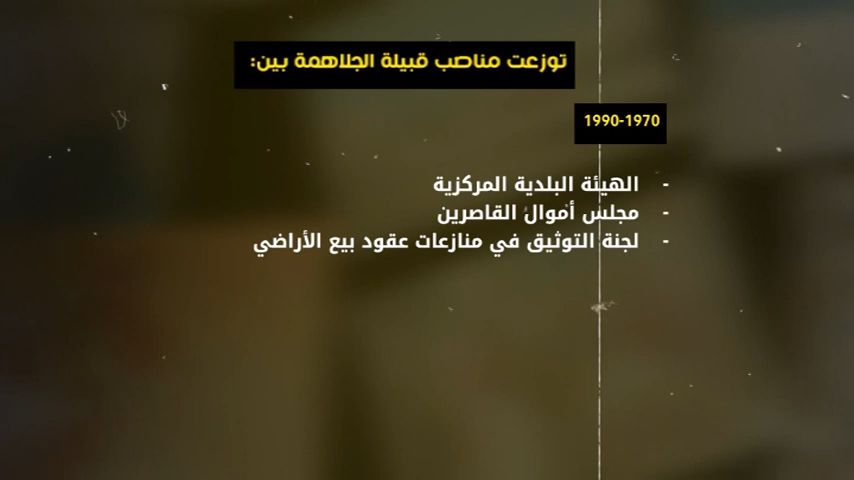 توزعت مناصب قبيلة الجلاهمة بين:
1990-1970
- الهيئة البلدية المركزية
- مجلس أموال القاصرين
- لجنة التوثيق في منازعات عقود بيع الأراضي